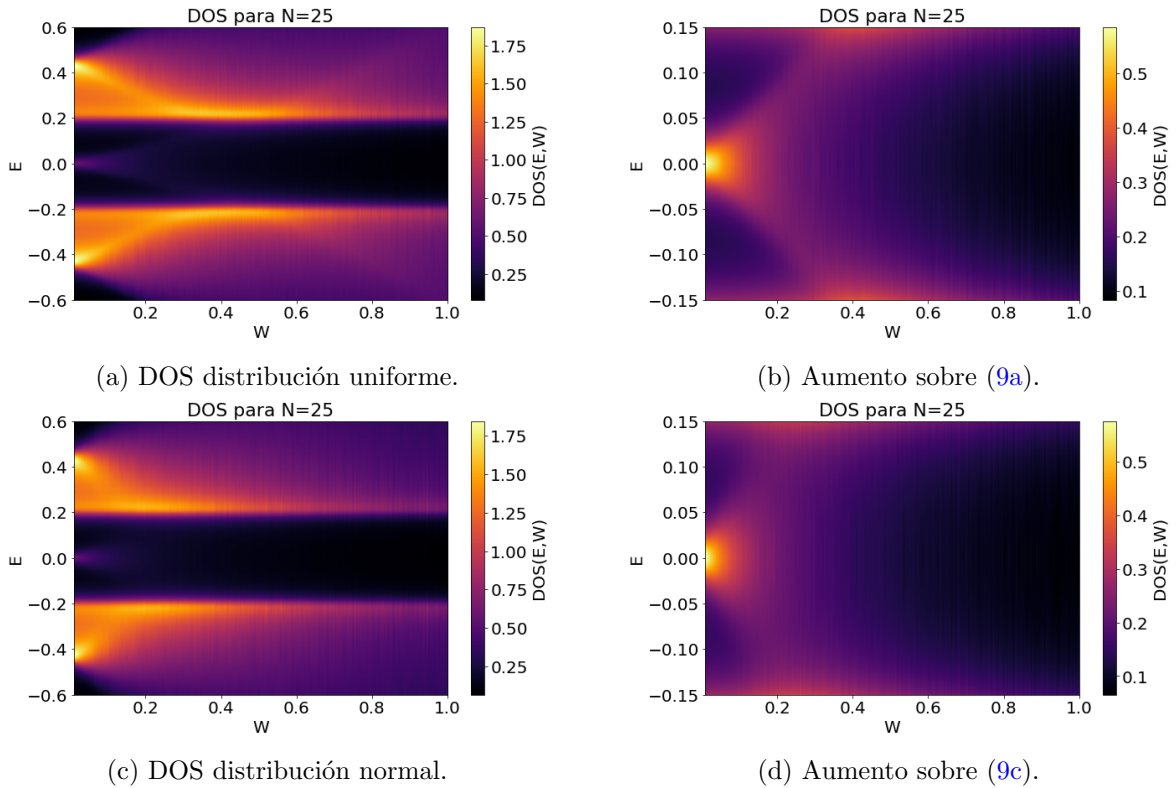 DOS para N=25
0.6
0.4
0.2
0.0
−0.2
−0.4
−0.6
E
0.2 0.4 0.6 0.8 1.0
W
1.75
1.50
1.25
1.00
0.75
0.50
0.25
DOS(E,W)
(a) DOS distribución uniforme.
DOS para N=25
0.15
0.10
0.05
0.00
−0.05
−0.10
−0.15
E
0.2 0.4 0.6 0.8 1.0
W
0.5
0.4
0.3
0.2
0.1
DOS(E,W)
(b) Aumento sobre (9a).
DOS para N=25
0.6
0.4
0.2
0.0
−0.2
−0.4
−0.6
E
0.2 0.4 0.6 0.8 1.0
W
1.75
1.50
1.25
1.00
0.75
0.50
0.25
DOS(E,W)
(c) DOS distribución normal.
DOS para N=25
0.15
0.10
0.05
0.00
−0.05
−0.10
−0.15
E
0.2 0.4 0.6 0.8 1.0
W
0.5
0.4
0.3
0.2
0.1
DOS(E,W)
(d) Aumento sobre (9c).